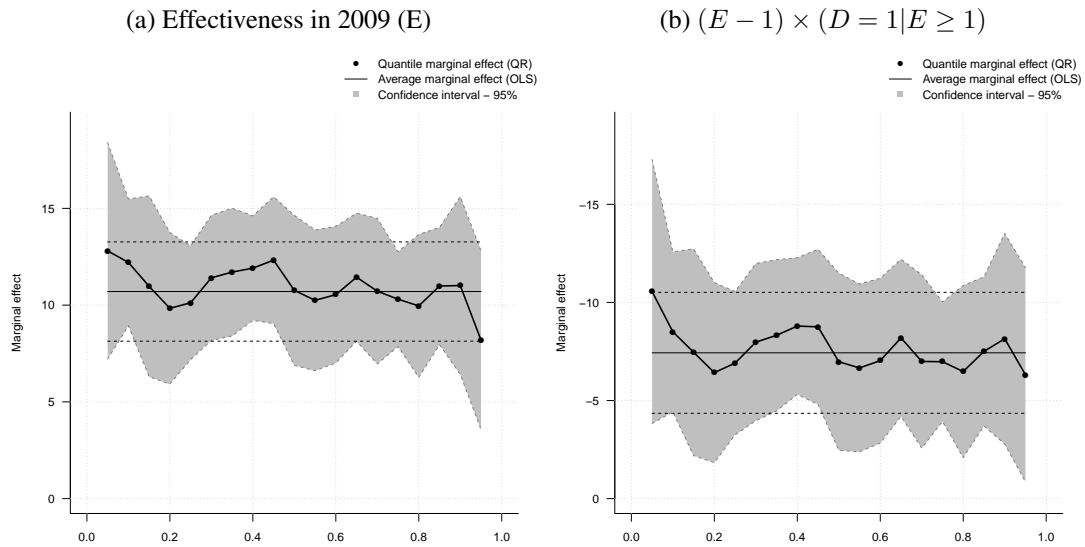 (a) Effectiveness in 2009 (E)
Quantile marginal effect (QR)
Average marginal effect (OLS)
Confidence interval − 95%
Marginal effect
15
10
5
0
0.0 0.2 0.4 0.6 0.8 1.0
(b) (E − 1) × (D = 1|E ≥ 1)
Quantile marginal effect (QR)
Average marginal effect (OLS)
Confidence interval − 95%
Marginal effect
−15
−10
−5
0
0.0 0.2 0.4 0.6 0.8 1.0